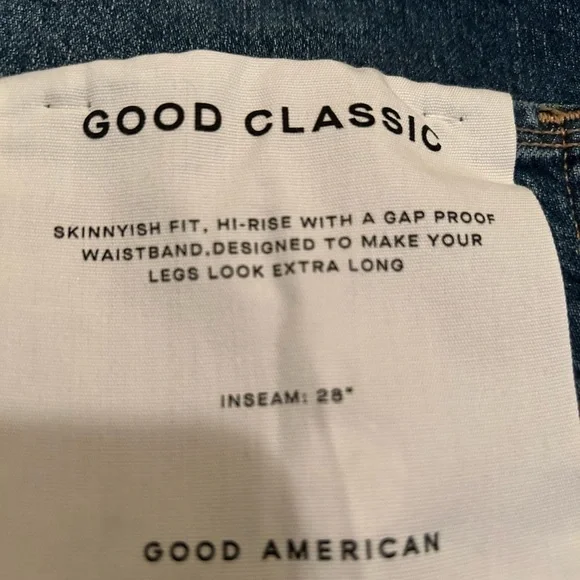 GOOD CLASSIC
SKINNYISH FIT, HI-RISE WITH A GAP PROOF
WAISTBAND.DESIGNED TO MAKE YOUR
LEGS LOOK EXTRA LONG
INSEAM: 28"
GOOD AMERICAN